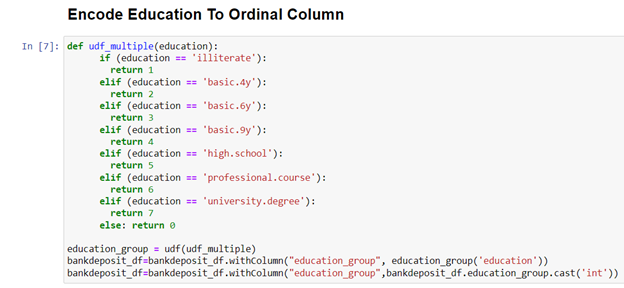 Encode Education To Ordinal Column
In [7]: def udf_multiple(education):
      if (education == 'illiterate'):
        return 1
      elif (education == 'basic.4y'):
        return 2
      elif (education == 'basic.6y'):
        return 3
      elif (education == 'basic.9y'):
        return 4
      elif (education == 'high.school'):
        return 5
      elif (education == 'professional.course'):
        return 6
      elif (education == 'university.degree'):
        return 7
      else: return 0
education_group = udf(udf_multiple)
bankdeposit_df=bankdeposit_df.withColumn("education_group", education_group('education'))
bankdeposit_df=bankdeposit_df.withColumn("education_group",bankdeposit_df.education_group.cast('int'))